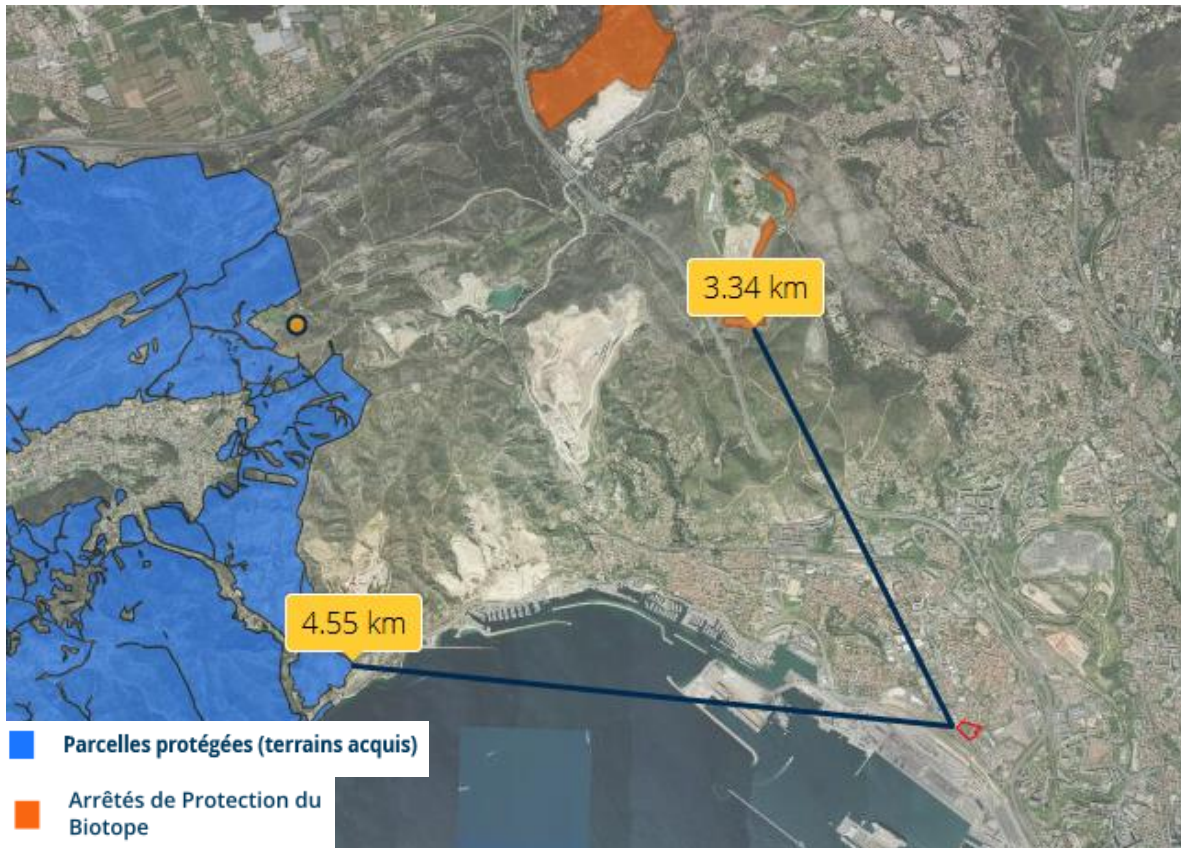 3.34 km
4.55 km
Parcelles protégées (terrains acquis)
Arrêtés de Protection du
Biotope